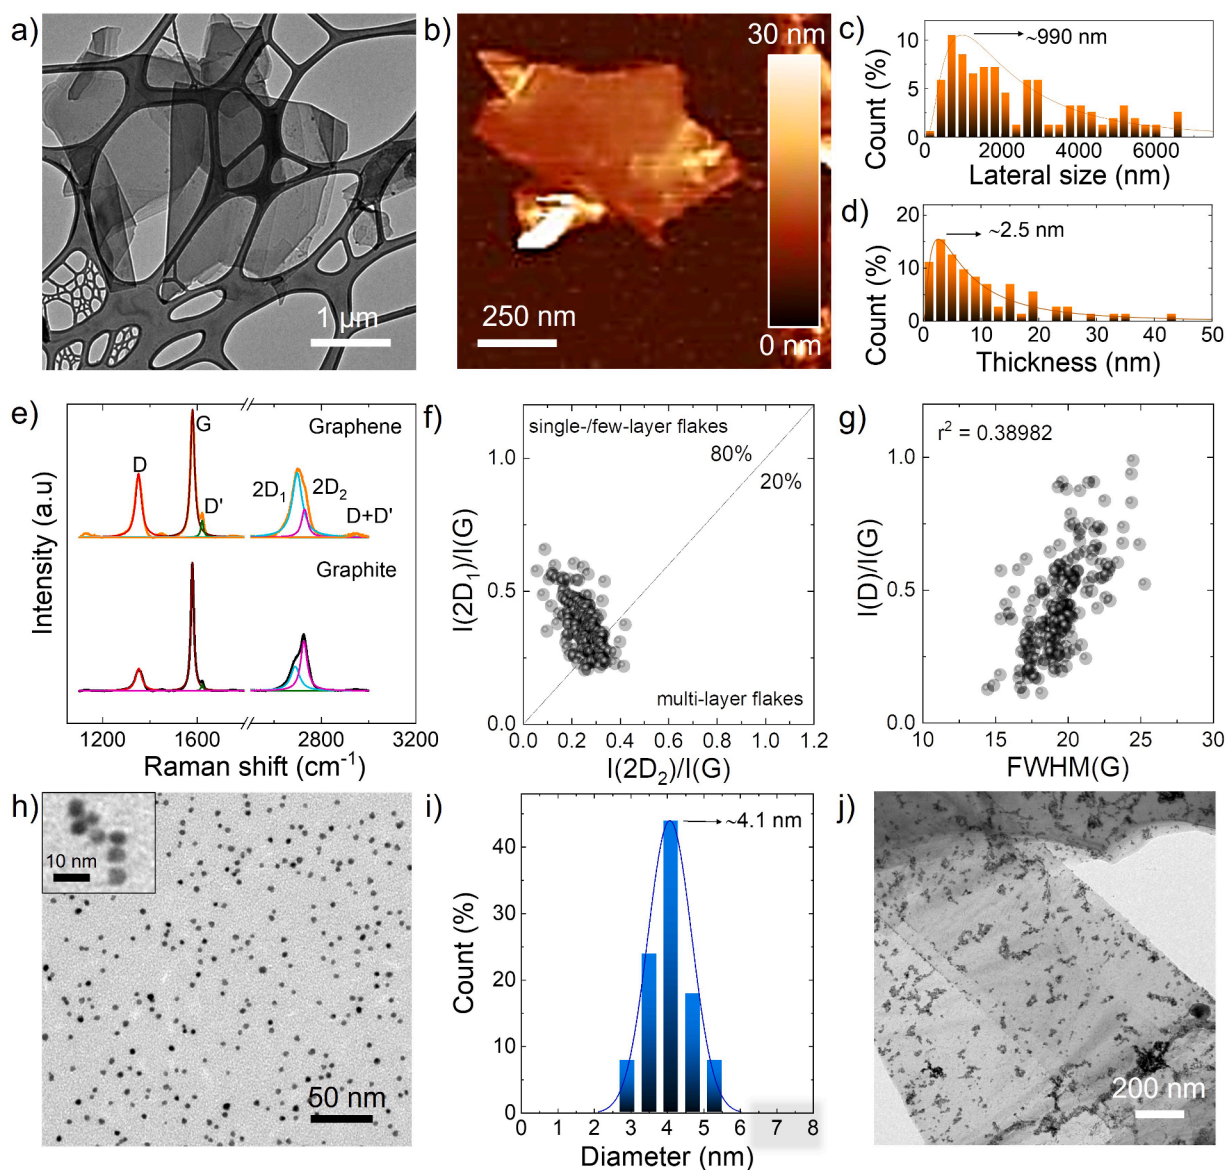 a)
1 μm
b)
30 nm
0 nm
250 nm
c)
Count (%)
10
5
0
~990 nm
0
2000
4000
6000
Lateral size (nm)
d)
Count (%)
20
15
10
5
0
~2.5 nm
0
10
20
30
40
50
Thickness (nm)
e)
Intensity (a.u)
G
Graphene
D
D'
2D1
2D2
D+D'
Graphite
1200
1600
2800
3200
Raman shift (cm-1)
f)
I(2D1)/I(G)
1.0
0.5
0.0
single-/few-layer flakes
80%
20%
multi-layer flakes
0.0
0.2
0.4
0.6
0.8
1.0
1.2
I(2D2)/I(G)
g)
I(D)/I(G)
r2 = 0.38982
1.0
0.5
0.0
10
15
20
25
30
FWHM(G)
h)
10 nm
50 nm
i)
Count (%)
40
30
20
10
0
~4.1 nm
0
1
2
3
4
5
6
7
8
Diameter (nm)
j)
200 nm